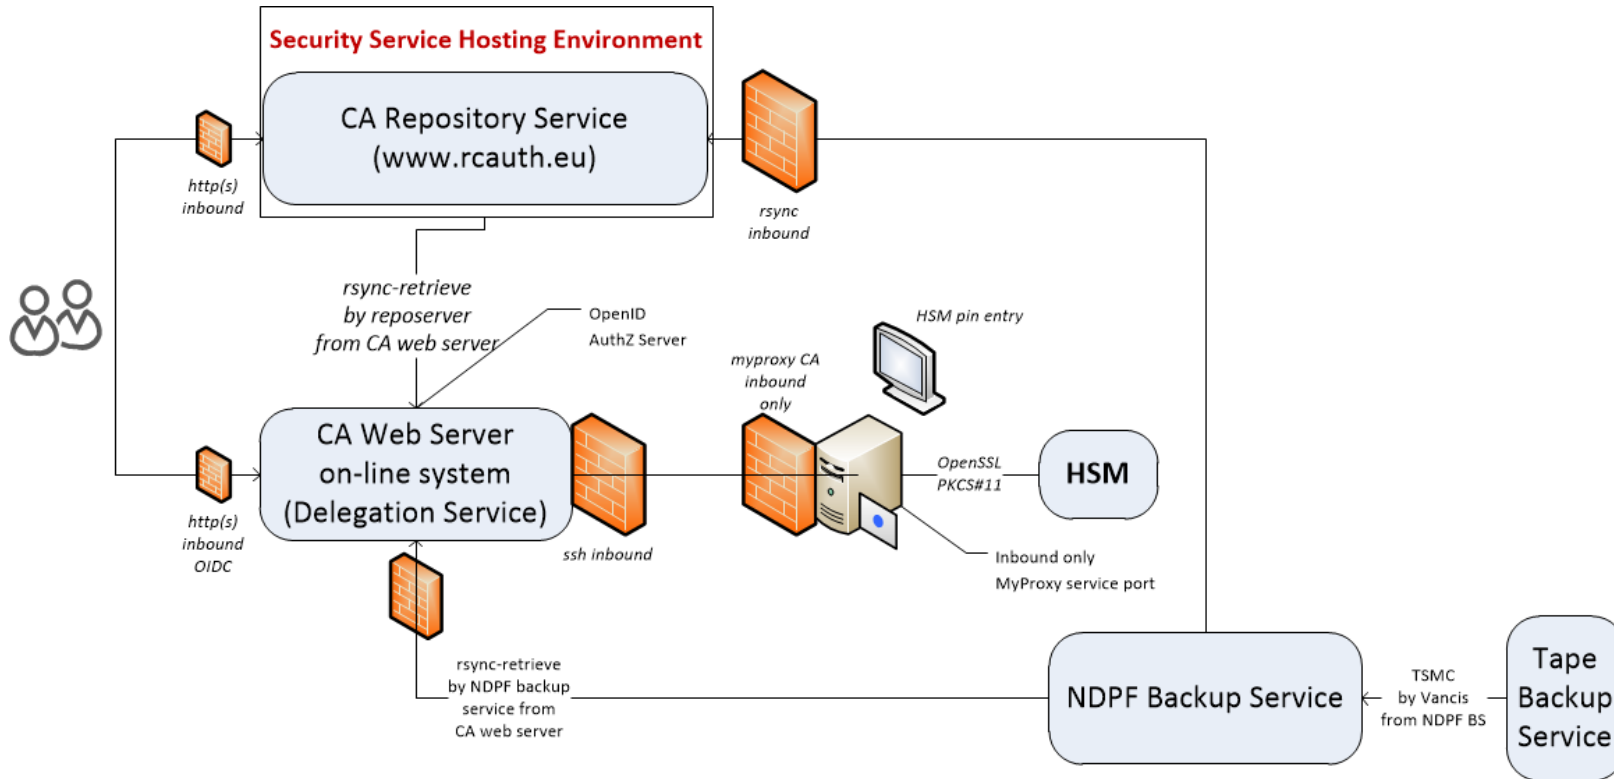 Security Service Hosting Environment
CA Repository Service
(www.rcauth.eu)
http(s)
inbound
rsync
inbound
rsync-retrieve
by reposerver
from CA web server
OpenID
AuthZ Server
HSM pin entry
myproxy CA
inbound
only
CA Web Server
on-line system
(Delegation Service)
OpenSSL
PKCS#11
HSM
http(s)
inbound
OIDC
ssh inbound
Inbound only
MyProxy service port
rsync-retrieve
by NDPF backup
service from
CA web server
NDPF Backup Service
TSMC
by Vancis
from NDPF BS
Tape
Backup
Service